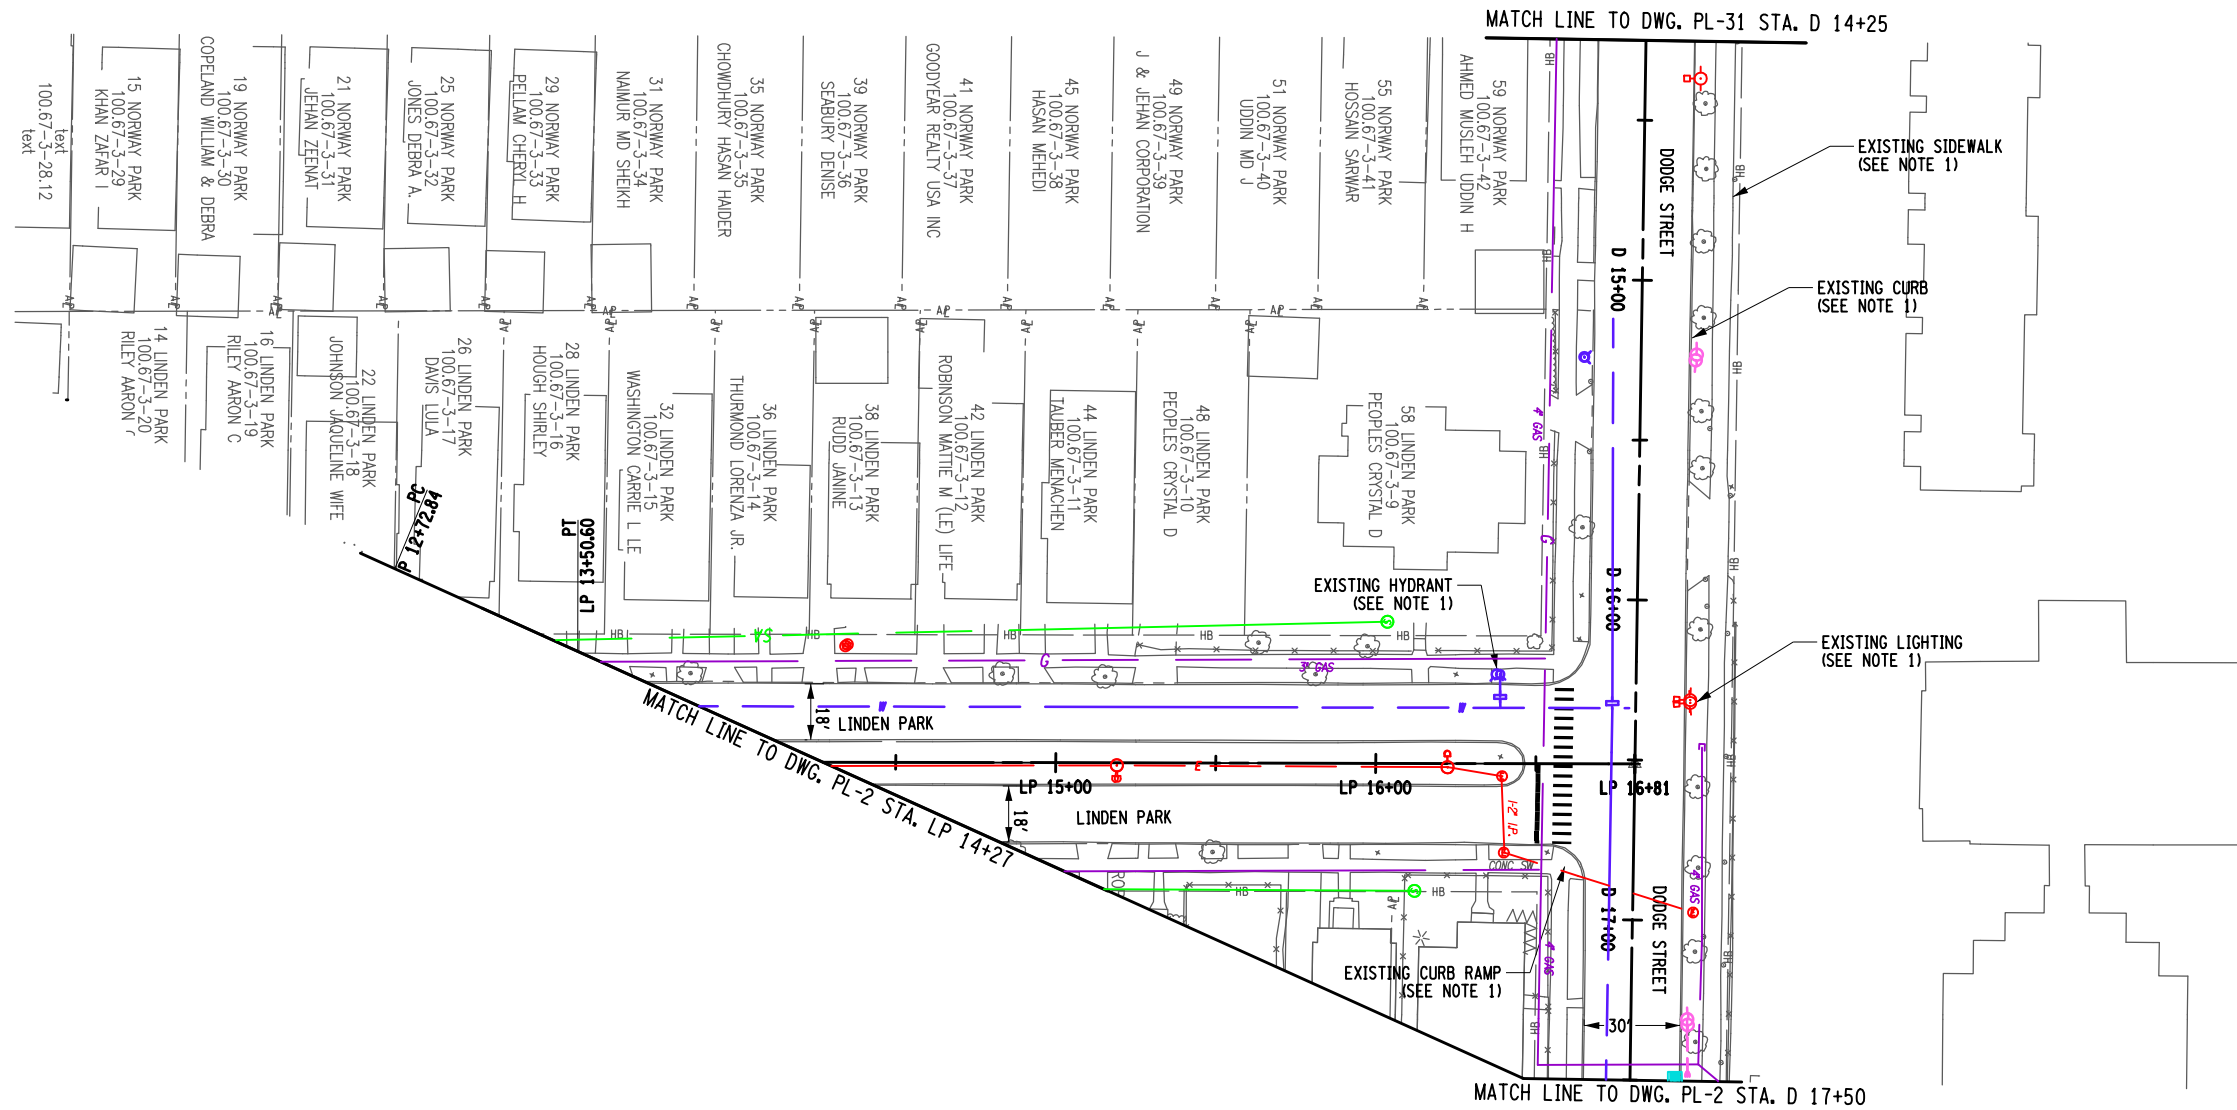 MATCH LINE TO DWG. PL-31 STA. D 14+25
text
100.67-3-28.12
text
15 NORWAY PARK
100.67-3-29
KHAN ZAFAR I
19 NORWAY PARK
100.67-3-30
COPELAND WILLIAM & DEBRA
21 NORWAY PARK
100.67-3-31
JEHAN ZEENAT
25 NORWAY PARK
100.67-3-32
JONES DEBRA A.
29 NORWAY PARK
100.67-3-33
PELLAM CHERYL H
31 NORWAY PARK
100.67-3-34
NAIMUR MD SHEIKH
35 NORWAY PARK
100.67-3-35
CHOWDHURY HASAN HAIDER
39 NORWAY PARK
100.67-3-36
SEABURY DENISE
41 NORWAY PARK
100.67-3-37
GOODYEAR REALTY USA INC
45 NORWAY PARK
100.67-3-38
HASAN MEHEDI
49 NORWAY PARK
100.67-3-39
J & JEHAN CORPORATION
51 NORWAY PARK
100.67-3-40
UDDIN MD J
55 NORWAY PARK
100.67-3-41
HOSSAIN SARWAR
59 NORWAY PARK
100.67-3-42
AHMED MUSLEH UDDIN H
DODGE STREET
D 15+00
EXISTING SIDEWALK
(SEE NOTE 1)
EXISTING CURB
(SEE NOTE 1)
14 LINDEN PARK
100.67-3-20
RILEY AARON C
16 LINDEN PARK
100.67-3-19
RILEY AARON C
22 LINDEN PARK
100.67-3-18
JOHNSON JAQUELINE WIFE
26 LINDEN PARK
100.67-3-17
DAVIS LULA
28 LINDEN PARK
100.67-3-16
HOUGH SHIRLEY
32 LINDEN PARK
100.67-3-15
WASHINGTON CARRIE L LE
36 LINDEN PARK
100.67-3-14
THURMOND LORENZA JR.
38 LINDEN PARK
100.67-3-13
RUDD JANINE
42 LINDEN PARK
100.67-3-12
ROBINSON MATTIE M (LE) LIFE
44 LINDEN PARK
100.67-3-11
TAUBER MENACHEN
48 LINDEN PARK
100.67-3-10
PEOPLES CRYSTAL D
58 LINDEN PARK
100.67-3-9
PEOPLES CRYSTAL D
4" GAS
G
PC
P 12+72.84
PT
LP 13+50.60
D 16+00
EXISTING HYDRANT
(SEE NOTE 1)
EXISTING LIGHTING
(SEE NOTE 1)
HB
HB
HB
HB
HB
G
3" GAS
W
W
18'
LINDEN PARK
MATCH LINE TO DWG. PL-2 STA. LP 14+27
E
LP 15+00
LP 16+00
LP 16+81
18'
LINDEN PARK
1-2" I.P.
CONC SW
HB
HB
4" GAS
DODGE STREET
D 17+00
4" GAS
EXISTING CURB RAMP
(SEE NOTE 1)
30'
MATCH LINE TO DWG. PL-2 STA. D 17+50